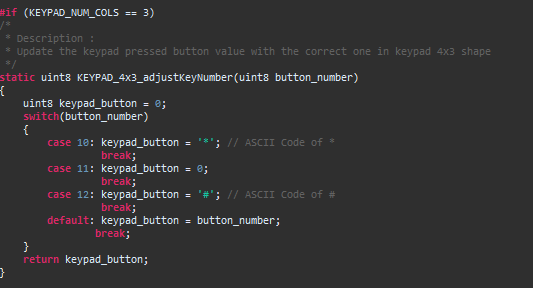 #if (KEYPAD_NUM_COLS == 3)
/*
 * Description :
 * Update the keypad pressed button value with the correct one in keypad 4x3 shape
 */
static uint8 KEYPAD_4x3_adjustKeyNumber(uint8 button_number)
{
    uint8 keypad_button = 0;
    switch(button_number)
    {
        case 10: keypad_button = '*'; // ASCII Code of *
                 break;
        case 11: keypad_button = 0;
                 break;
        case 12: keypad_button = '#'; // ASCII Code of #
                 break;
        default: keypad_button = button_number;
                break;
    }
    return keypad_button;
}